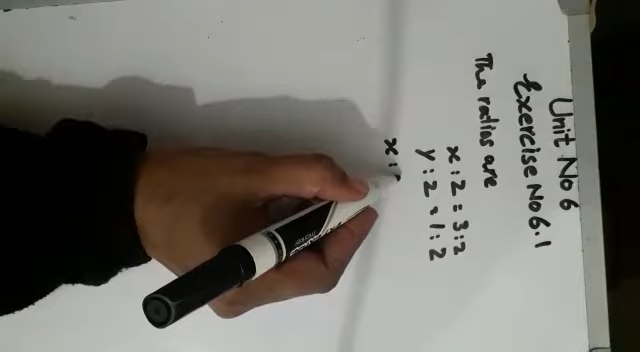 Unit No 6
Exercise No 6.1
The ratios are
x : 2 = 3 : 2
y : 2 = 1 : 2
x :